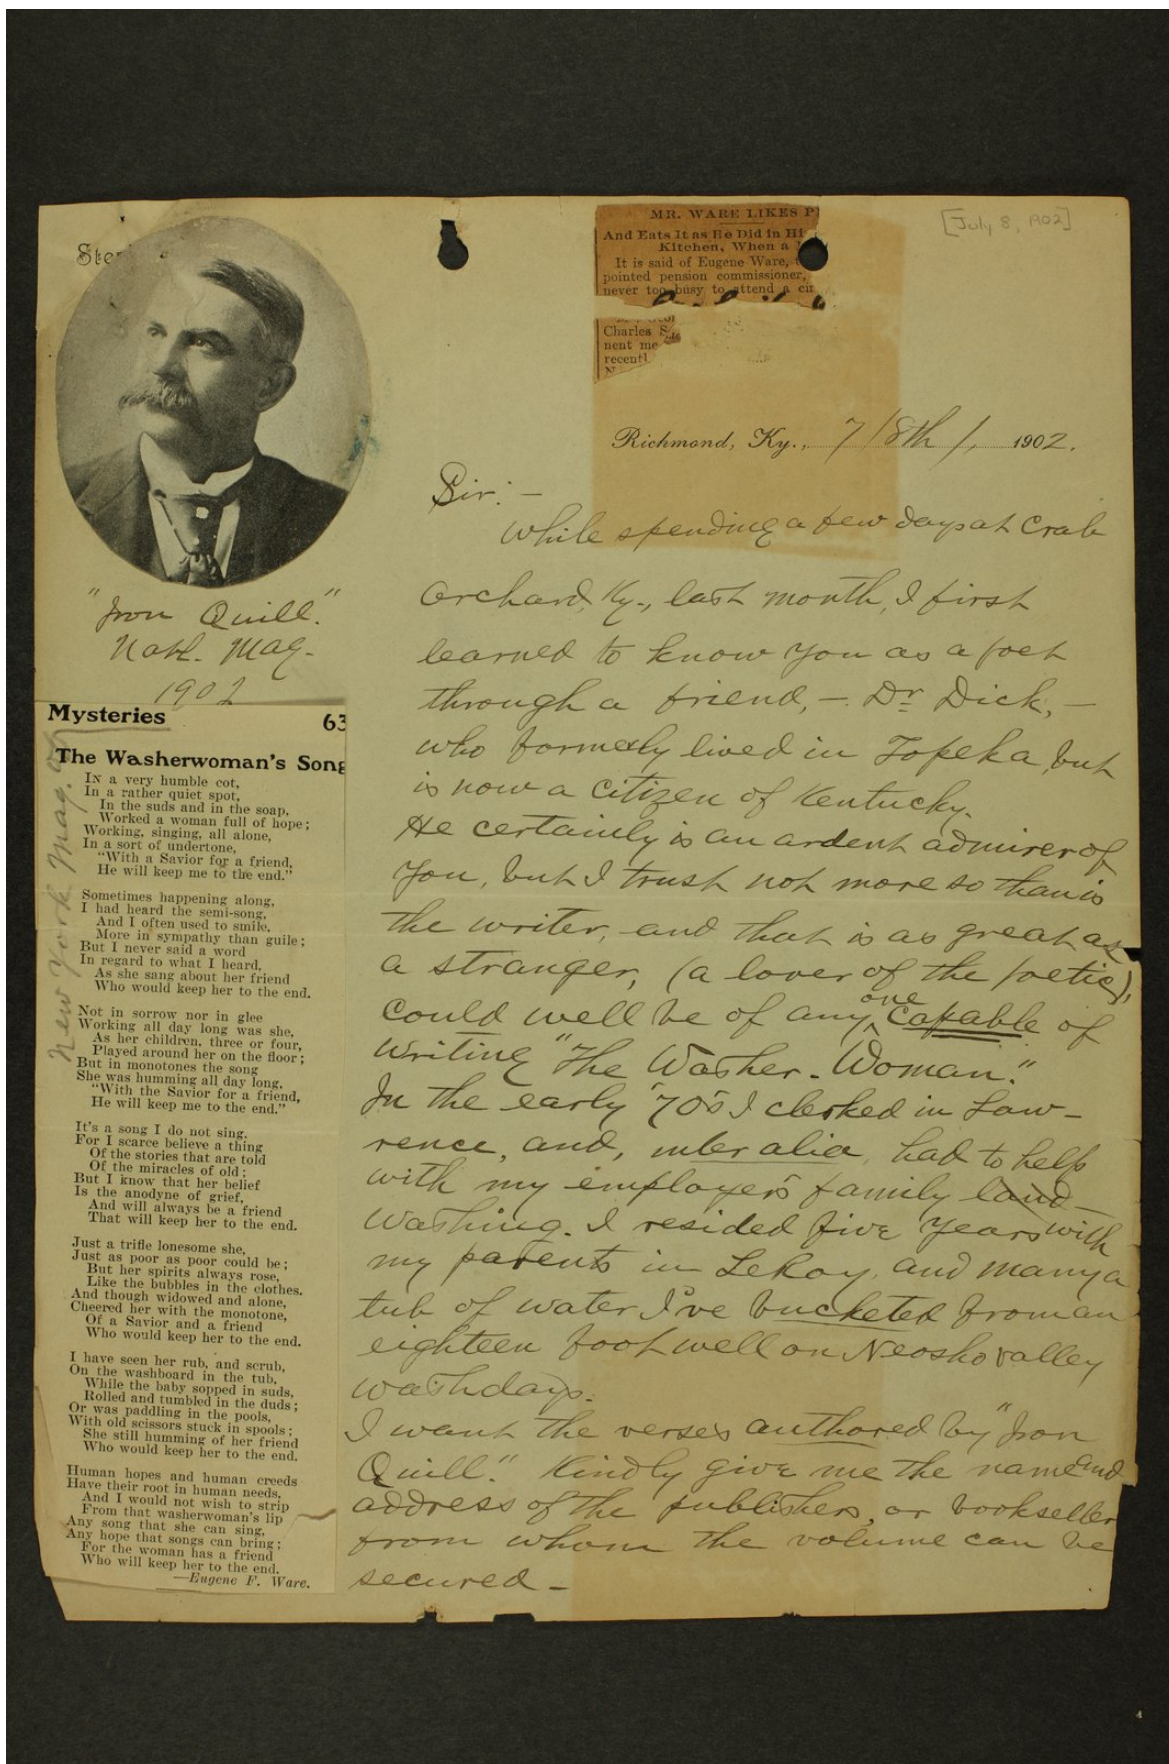 [July 8, 1902]
MR. WARE LIKES P
And Eats It as He Did in Hi
Kitchen, When a
It is said of Eugene Ware,
pointed pension commissioner,
never too busy to attend a cir
Charles S
nent me
recentl
N
Ster
"Iron Quill."
Natl. Mag.
1902
Mysteries 63
New York Mag. of
The Washerwoman's Song
IN a very humble cot,
In a rather quiet spot,
In the suds and in the soap,
Worked a woman full of hope;
Working, singing, all alone,
In a sort of undertone,
"With a Savior for a friend,
He will keep me to the end."
Sometimes happening along,
I had heard the semi-song,
And I often used to smile,
More in sympathy than guile;
But I never said a word
In regard to what I heard,
As she sang about her friend
Who would keep her to the end.
Not in sorrow nor in glee
Working all day long was she,
As her children, three or four,
Played around her on the floor;
But in monotones the song
She was humming all day long,
"With the Savior for a friend,
He will keep me to the end."
It's a song I do not sing,
For I scarce believe a thing
Of the stories that are told
Of the miracles of old;
But I know that her belief
Is the anodyne of grief,
And will always be a friend
That will keep her to the end.
Just a trifle lonesome she,
Just as poor as poor could be;
But her spirits always rose,
Like the bubbles in the clothes,
And though widowed and alone,
Cheered her with the monotone,
Of a Savior and a friend
Who would keep her to the end.
I have seen her rub, and scrub,
On the washboard in the tub,
While the baby sopped in suds,
Rolled and tumbled in the duds;
Or was paddling in the pools,
With old scissors stuck in spools;
She still humming of her friend
Who would keep her to the end.
Human hopes and human creeds
Have their root in human needs,
And I would not wish to strip
From that washerwoman's lip
Any song that she can sing,
Any hope that songs can bring;
For the woman has a friend
Who will keep her to the end.
—Eugene F. Ware.
Richmond, Ky., 7/8th/, 1902.
Sir:—
While spending a few days at Crab
Orchard, Ky., last month, I first
learned to know you as a poet
through a friend, — Dr. Dick, —
who formerly lived in Topeka, but
is now a citizen of Kentucky.
He certainly is an ardent admirer of
you, but I trust not more so than is
the writer, and that is as great as
a stranger, (a lover of the poetic),
could well be of any one capable of
writing "The Washer-Woman."
In the early '70's I clerked in Law-
rence, and, inter alia, had to help
with my employer's family land
washing. I resided five years with
my parents in LeRoy, and many a
tub of water I've bucketed from an
eighteen foot well on Neosho valley
washdays.
I want the verses authored by "Iron
Quill". Kindly give me the name and
address of the publishers, or bookseller
from whom the volume can be
secured —